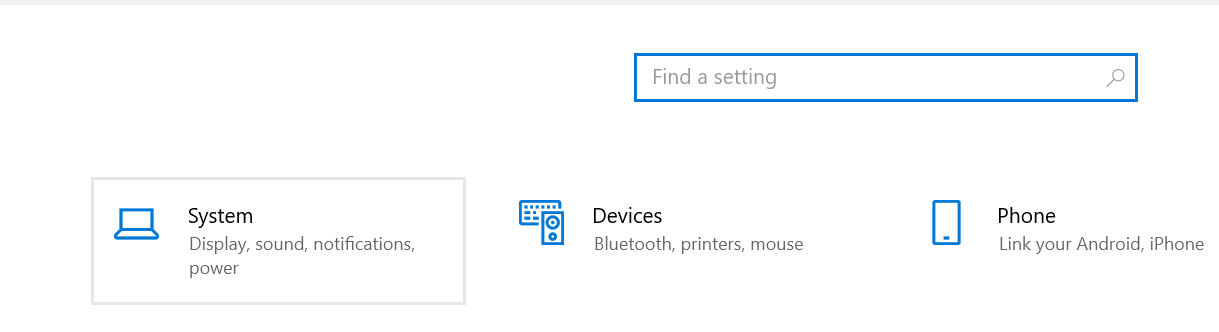 Find a setting
System
Display, sound, notifications,
power
Devices
Bluetooth, printers, mouse
Phone
Link your Android, iPhone